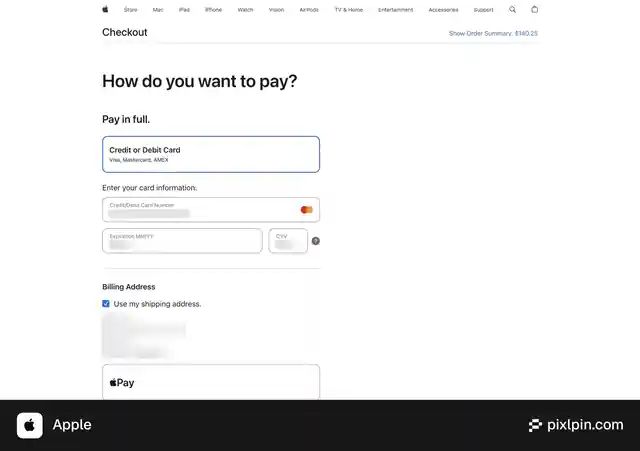 Store Mac iPad iPhone Watch Vision AirPods TV & Home Entertainment Accessories Support
Checkout
Show Order Summary: $140.25
How do you want to pay?
Pay in full.
Credit or Debit Card
Visa, Mastercard, AMEX
Enter your card information:
Credit/Debit Card Number
Expiration MM/YY
CVV
?
Billing Address
Use my shipping address.
Pay
Apple
pixlpin.com